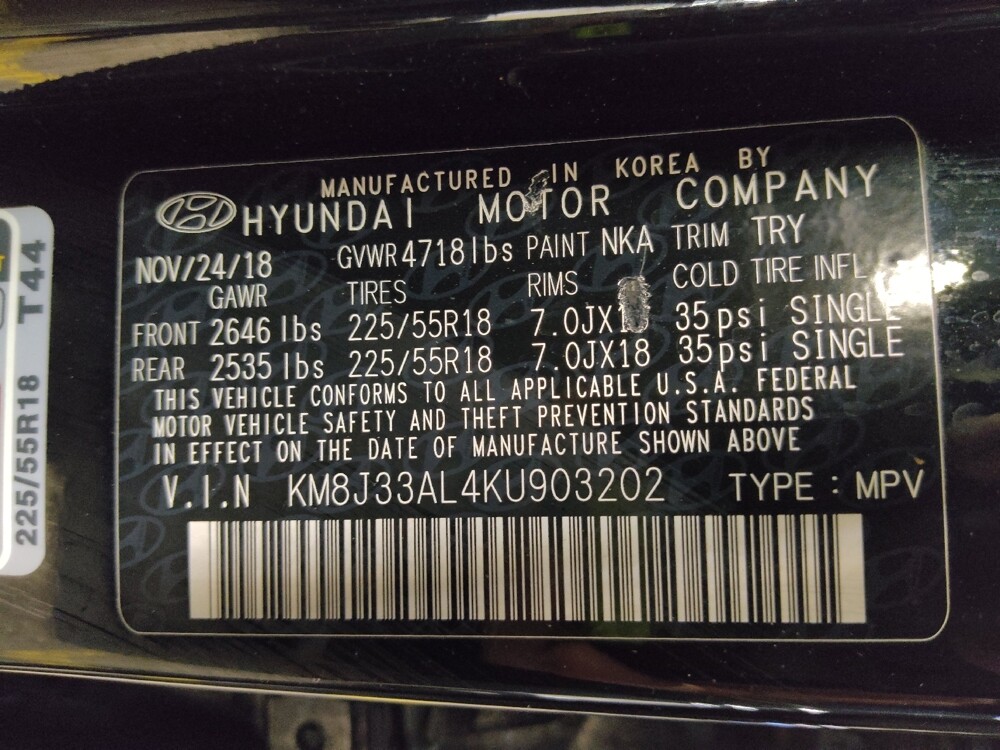 MANUFACTURED IN KOREA BY
HYUNDAI MOTOR COMPANY
NOV/24/18 GVWR 4718lbs PAINT NKA TRIM TRY
GAWR TIRES RIMS COLD TIRE INFL
FRONT 2646 lbs 225/55R18 35psi SINGLE
REAR 2535 lbs 225/55R18 7.0JX18 35psi SINGLE
THIS VEHICLE CONFORMS TO ALL APPLICABLE U.S.A. FEDERAL
MOTOR VEHICLE SAFETY AND THEFT PREVENTION STANDARDS
IN EFFECT ON THE DATE OF MANUFACTURE SHOWN ABOVE
V.I.N KM8J33AL4KU903202 TYPE : MPV
225/55R18 T44